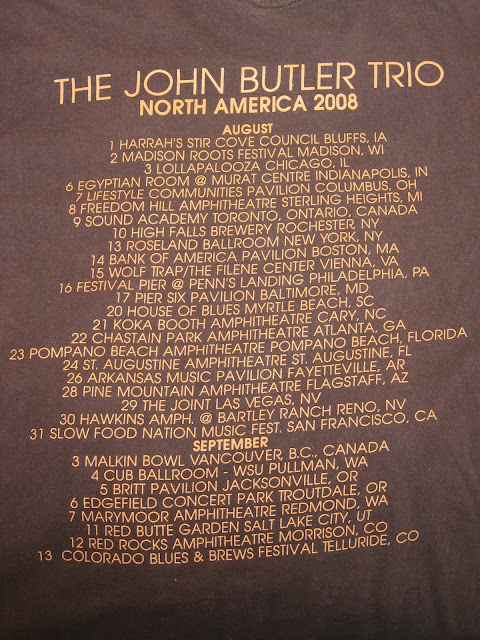 THE JOHN BUTLER TRIO
NORTH AMERICA 2008
AUGUST
1 HARRAH'S STIR COVE COUNCIL BLUFFS, IA
2 MADISON ROOTS FESTIVAL MADISON, WI
3 LOLLAPALOOZA CHICAGO, IL
6 EGYPTIAN ROOM @ MURAT CENTRE INDIANAPOLIS, IN
7 LIFESTYLE COMMUNITIES PAVILION COLUMBUS, OH
8 FREEDOM HILL AMPHITHEATRE STERLING HEIGHTS, MI
9 SOUND ACADEMY TORONTO, ONTARIO, CANADA
10 HIGH FALLS BREWERY ROCHESTER, NY
13 ROSELAND BALLROOM NEW YORK, NY
14 BANK OF AMERICA PAVILION BOSTON, MA
15 WOLF TRAP/THE FILENE CENTER VIENNA, VA
16 FESTIVAL PIER @ PENN'S LANDING PHILADELPHIA, PA
17 PIER SIX PAVILION BALTIMORE, MD
20 HOUSE OF BLUES MYRTLE BEACH, SC
21 KOKA BOOTH AMPHITHEATRE CARY, NC
22 CHASTAIN PARK AMPHITHEATRE ATLANTA, GA
23 POMPANO BEACH AMPHITHEATRE POMPANO BEACH, FLORIDA
24 ST. AUGUSTINE AMPHITHEATRE ST. AUGUSTINE, FL
26 ARKANSAS MUSIC PAVILION FAYETTEVILLE, AR
28 PINE MOUNTAIN AMPHITHEATRE FLAGSTAFF, AZ
29 THE JOINT LAS VEGAS, NV
30 HAWKINS AMPH. @ BARTLEY RANCH RENO, NV
31 SLOW FOOD NATION MUSIC FEST. SAN FRANCISCO, CA
SEPTEMBER
3 MALKIN BOWL VANCOUVER, B.C., CANADA
4 CUB BALLROOM - WSU PULLMAN, WA
5 BRITT PAVILION JACKSONVILLE, OR
6 EDGEFIELD CONCERT PARK TROUTDALE, OR
7 MARYMOOR AMPHITHEATRE REDMOND, WA
11 RED BUTTE GARDEN SALT LAKE CITY, UT
12 RED ROCKS AMPHITHEATRE MORRISON, CO
13 COLORADO BLUES & BREWS FESTIVAL TELLURIDE, CO